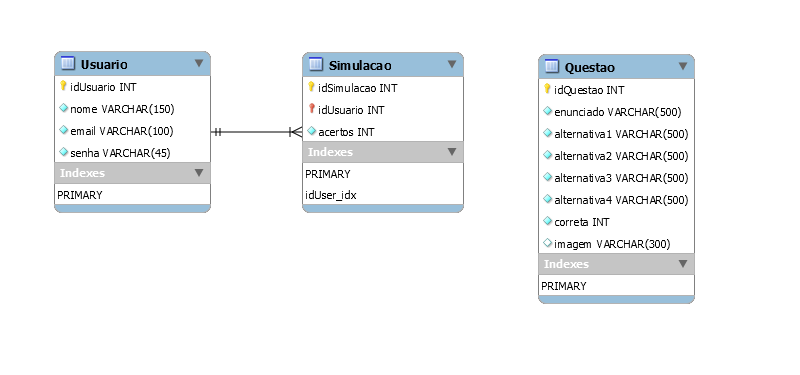 Usuario
idUsuario INT
nome VARCHAR(150)
email VARCHAR(100)
senha VARCHAR(45)
Indexes
PRIMARY
Simulacao
idSimulacao INT
idUsuario INT
acertos INT
Indexes
PRIMARY
idUser_idx
Questao
idQuestao INT
enunciado VARCHAR(500)
alternativa1 VARCHAR(500)
alternativa2 VARCHAR(500)
alternativa3 VARCHAR(500)
alternativa4 VARCHAR(500)
correta INT
imagem VARCHAR(300)
Indexes
PRIMARY